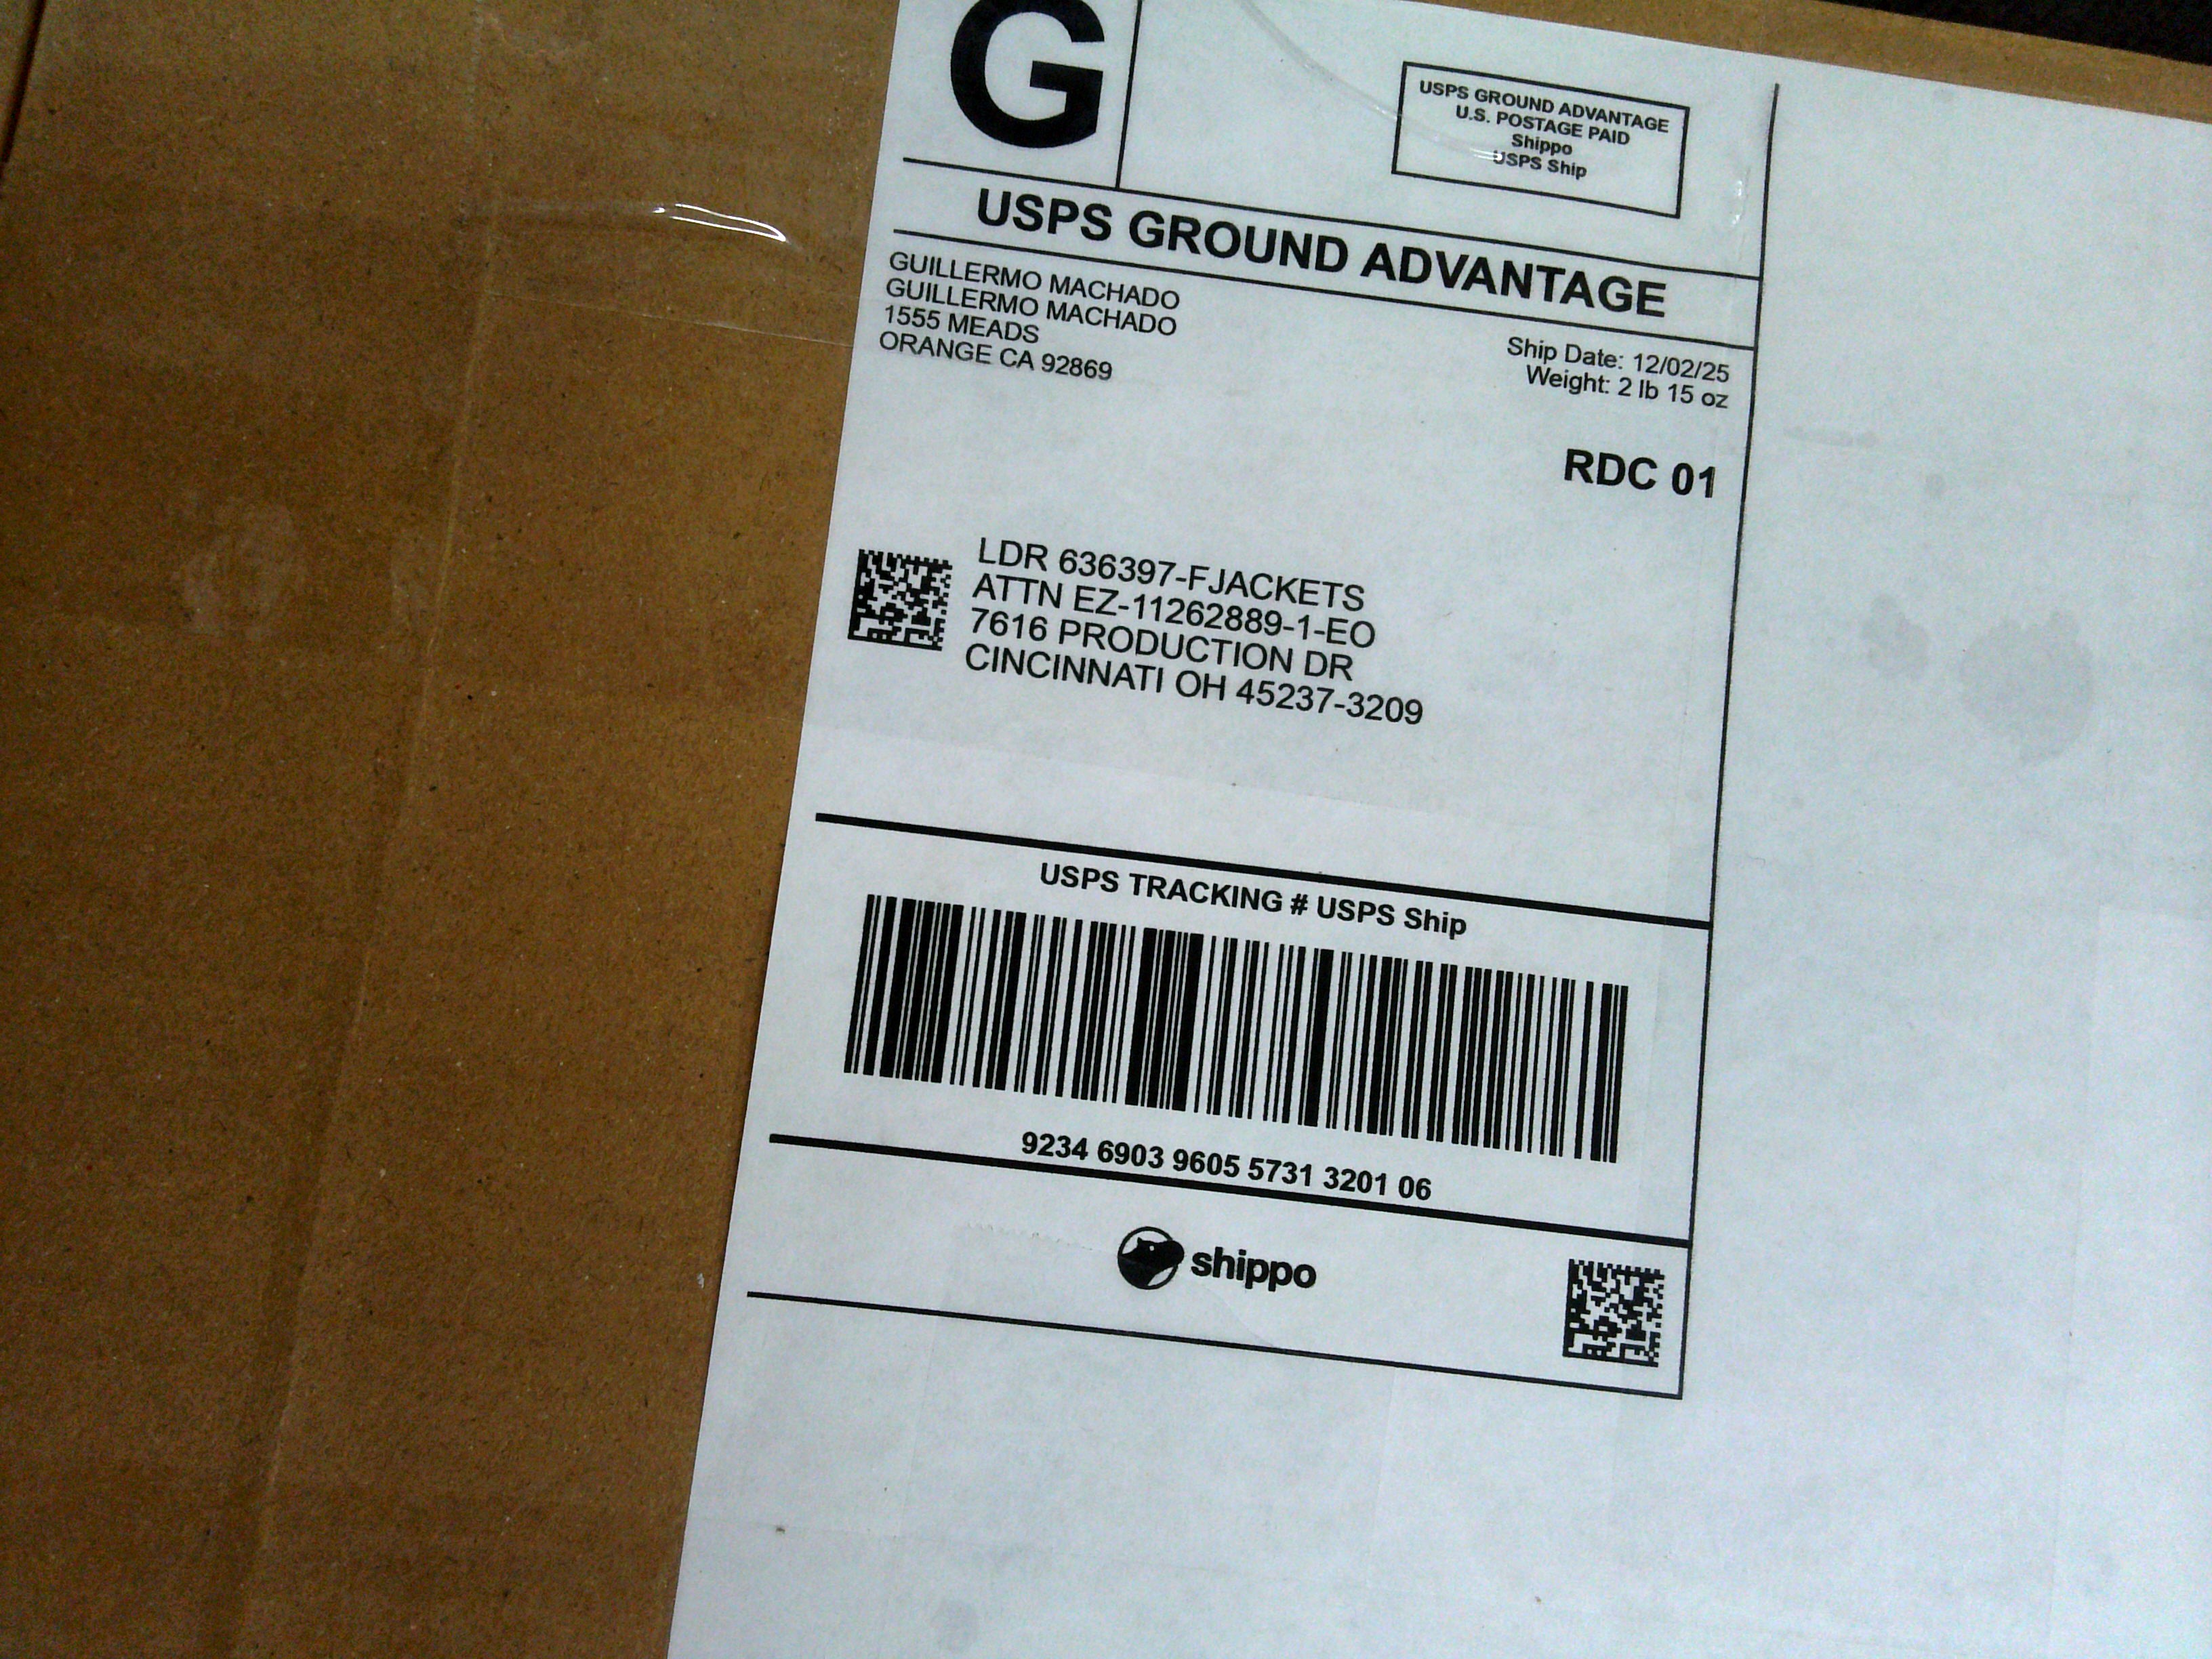 G
USPS GROUND ADVANTAGE
U.S. POSTAGE PAID
Shippo
USPS Ship
USPS GROUND ADVANTAGE
GUILLERMO MACHADO
GUILLERMO MACHADO
1555 MEADS
ORANGE CA 92869
Ship Date: 12/02/25
Weight: 2 lb 15 oz
RDC 01
LDR 636397-FJACKETS
ATTN EZ-11262889-1-EO
7616 PRODUCTION DR
CINCINNATI OH 45237-3209
USPS TRACKING # USPS Ship
9234 6903 9605 5731 3201 06
shippo